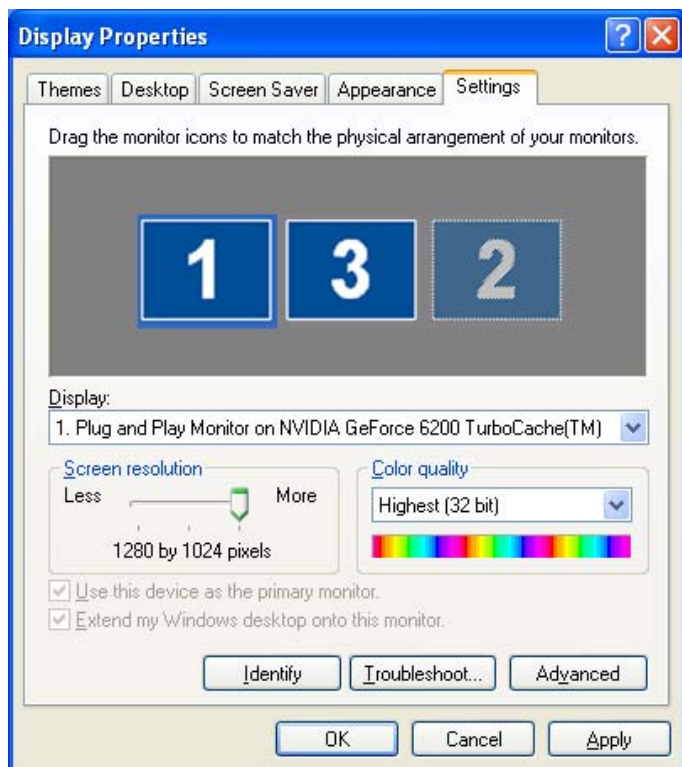 Display Properties
Themes Desktop Screen Saver Appearance Settings
Drag the monitor icons to match the physical arrangement of your monitors.
1 3 2
Display:
1. Plug and Play Monitor on NVIDIA GeForce 6200 TurboCache(TM)
Screen resolution Color quality
Less More Highest (32 bit)
1280 by 1024 pixels
Use this device as the primary monitor.
Extend my Windows desktop onto this monitor.
Identify Troubleshoot... Advanced
OK Cancel Apply